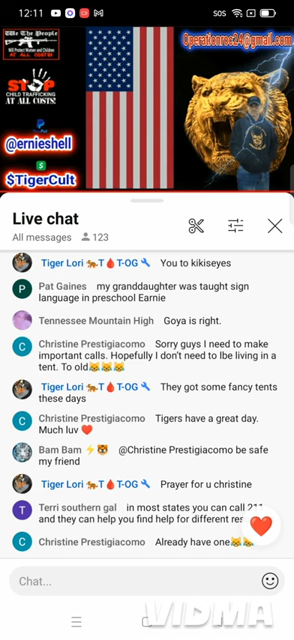 12:11
SOS
We The People
Will Protect Women and Children
AT ALL COSTS!
Operationroc24@gmail.com
STOP
CHILD TRAFFICKING
AT ALL COSTS!
@ernieshell
$TigerCult
Live chat
All messages 123
Tiger Lori 🐅T🩸T-OG🔧 You to kikiseyes
P Pat Gaines my granddaughter was taught sign
language in preschool Earnie
Tennessee Mountain High Goya is right.
C Christine Prestigiacomo Sorry guys I need to make
important calls. Hopefully I don't need to lbe living in a
tent. To old😹😹😹
Tiger Lori 🐅T🩸T-OG🔧 They got some fancy tents
these days
C Christine Prestigiacomo Tigers have a great day.
Much luv ❤️
Bam Bam ⚡🐯 @Christine Prestigiacomo be safe
my friend
Tiger Lori 🐅T🩸T-OG🔧 Prayer for u christine
T Terri southern gal in most states you can call 211
and they can help you find help for different res
C Christine Prestigiacomo Already have one😹😹
Chat...
VIDMA